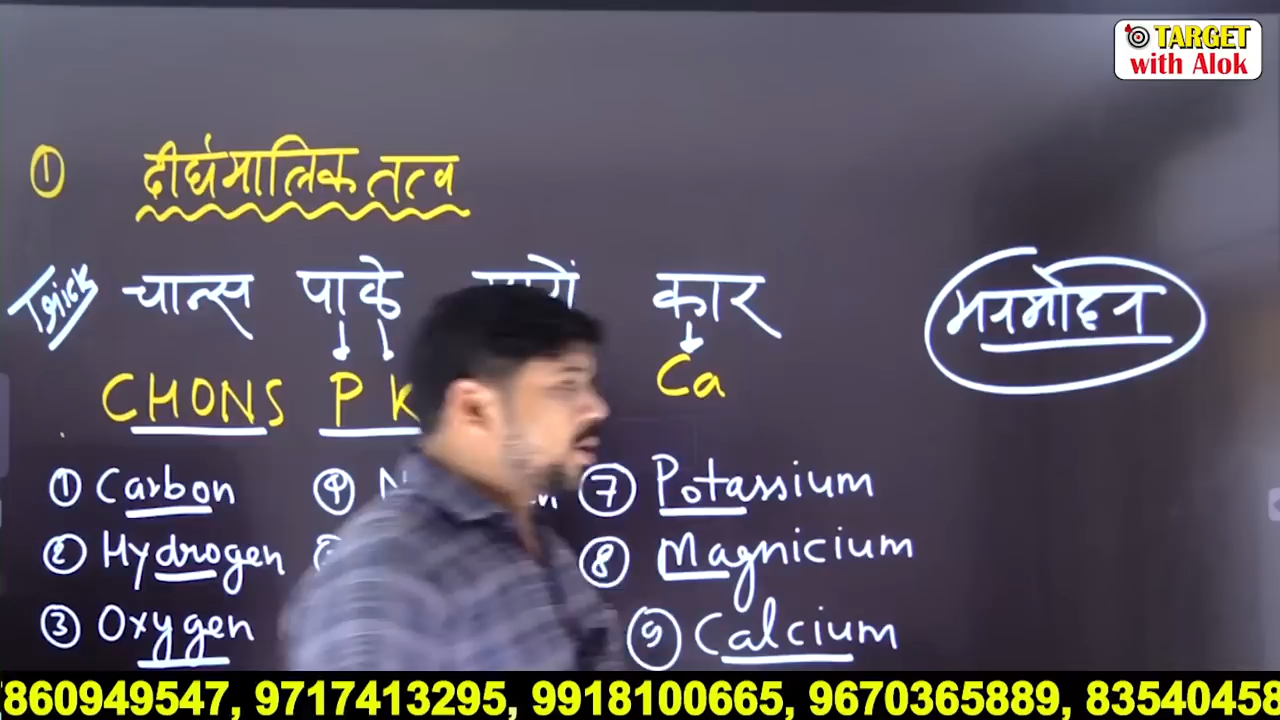 TARGET
with Alok
① दीर्घमालिक तत्व
Trick चान्स पाके कार
मनमोहन
CHONS P K Ca
① Carbon ④ N ⑦ Potassium
② Hydrogen ⑧ Magnicium
③ Oxygen ⑨ Calcium
860949547, 9717413295, 9918100665, 9670365889, 83540458